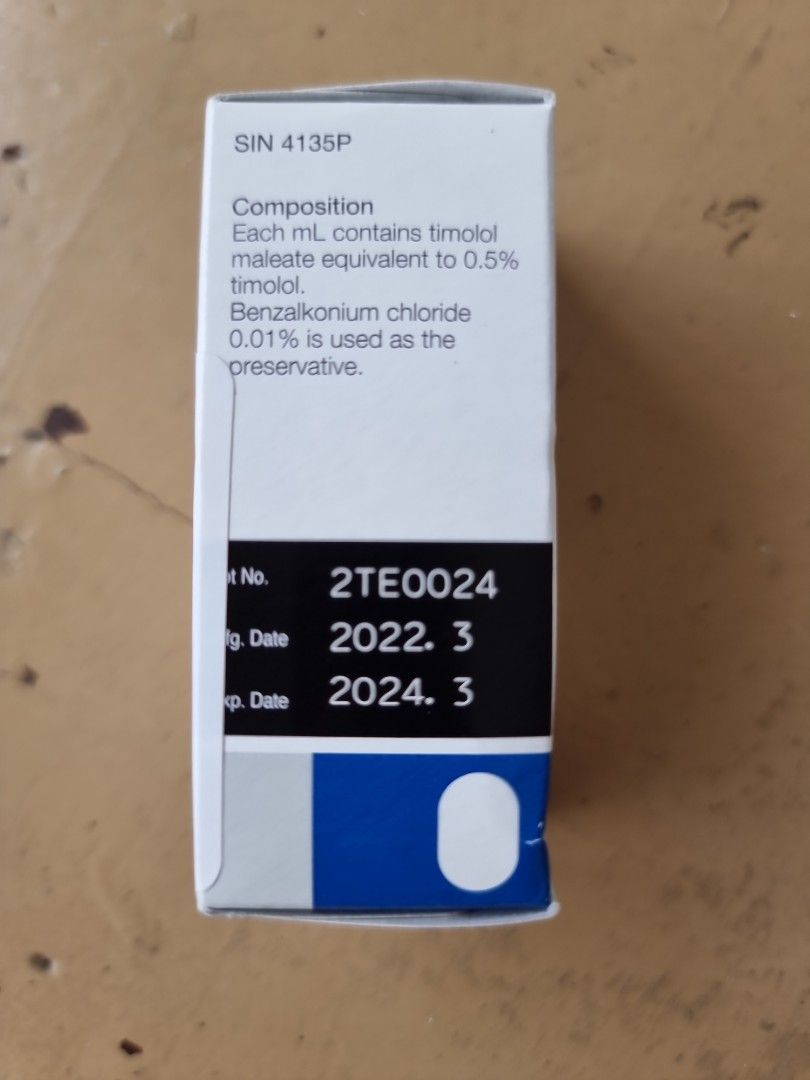 SIN 4135P
Composition
Each mL contains timolol
maleate equivalent to 0.5%
timolol.
Benzalkonium chloride
0.01% is used as the
preservative.
ot No. 2TE0024
fg. Date 2022. 3
xp. Date 2024. 3